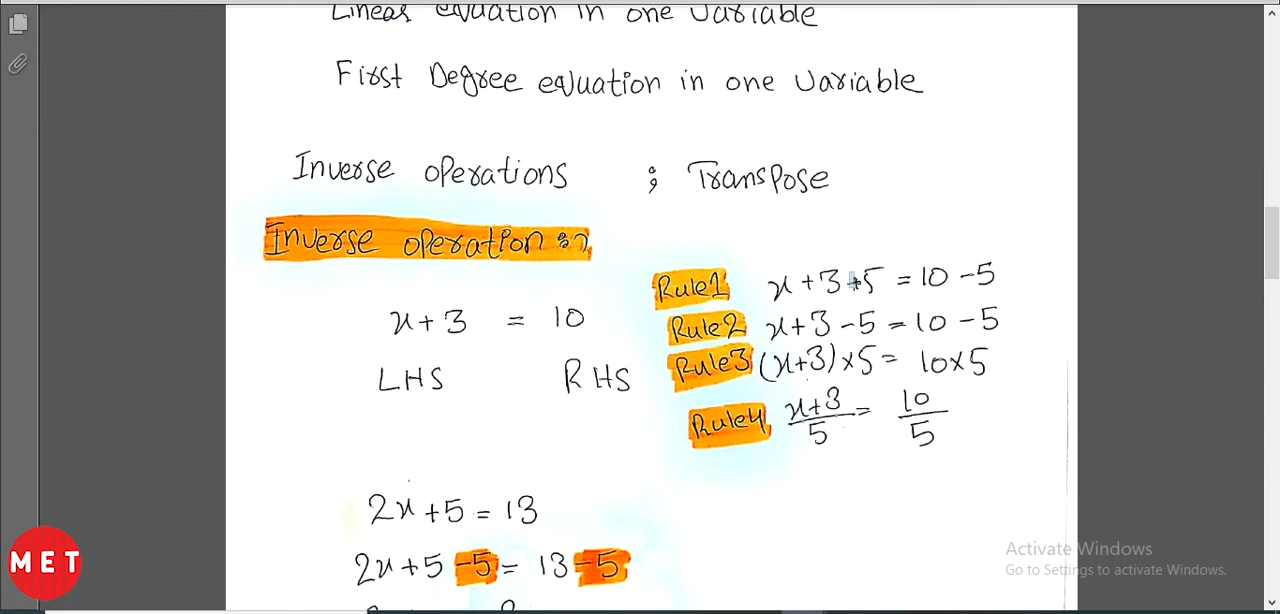 Linear equation in one variable
First Degree equation in one variable
Inverse operations ; Transpose
Inverse operation :-
Rule1 x+3+5 = 10-5
x+3 = 10
Rule2 x+3-5 = 10-5
Rule3 (x+3)×5 = 10×5
LHS RHS
Rule4 x+3/5 = 10/5
2x+5 = 13
2x+5-5 = 13-5
MET
Activate Windows
Go to Settings to activate Windows.